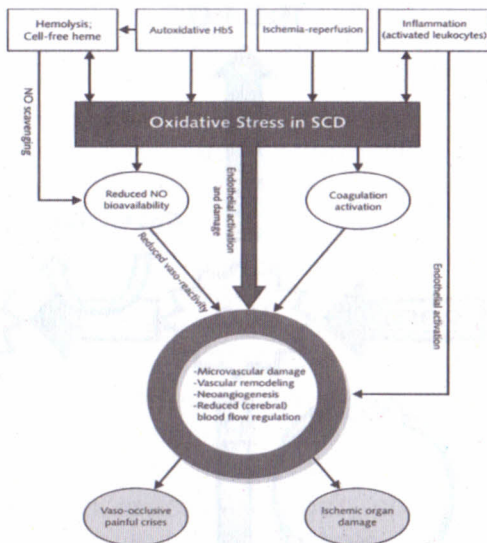 Hemolysis;
Cell-free heme
Autoxidative HbS
Ischemia-reperfusion
Inflammation
(activated leukocytes)
NO scavenging
Oxidative Stress in SCD
Reduced NO
bioavailability
Endothelial activation
and damage
Coagulation
activation
Reduced vaso-reactivity
Endothelial activation
-Microvascular damage
-Vascular remodeling
-Neoangiogenesis
-Reduced (cerebral)
blood flow regulation
Vaso-occlusive
painful crises
Ischemic organ
damage